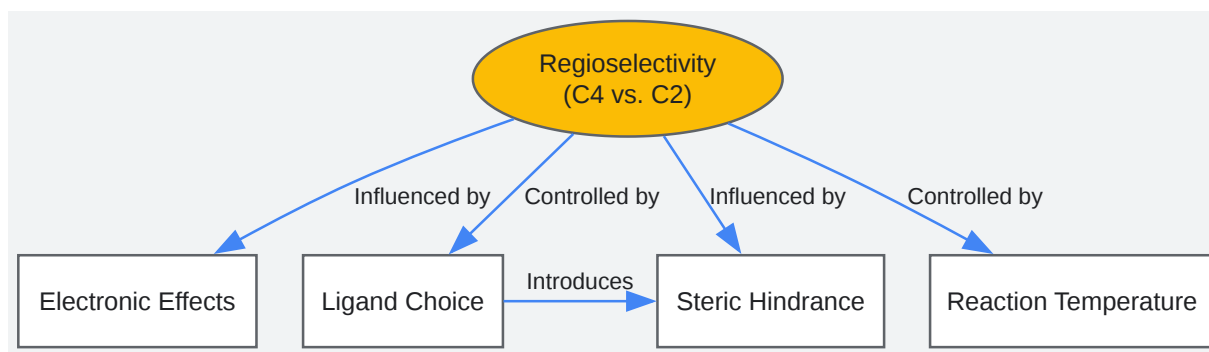 Regioselectivity
(C4 vs. C2)
Influenced by
Controlled by
Influenced by
Controlled by
Electronic Effects
Ligand Choice
Introduces
Steric Hindrance
Reaction Temperature